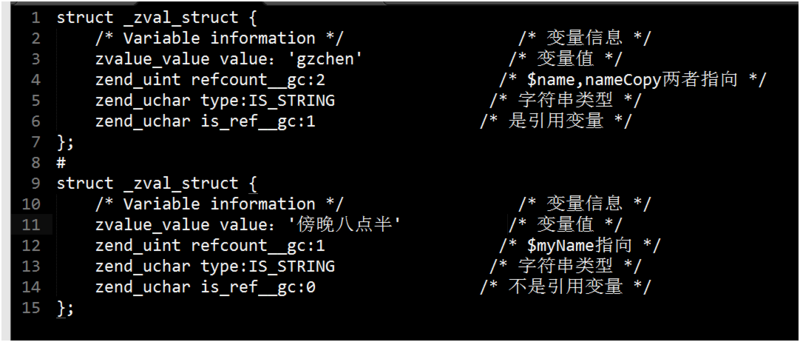 1 struct _zval_struct {
2     /* Variable information */                  /* 变量信息 */
3     zvalue_value value：'gzchen'               /* 变量值 */
4     zend_uint refcount__gc:2                  /* $name,nameCopy两者指向 */
5     zend_uchar type:IS_STRING                /* 字符串类型 */
6     zend_uchar is_ref__gc:1                 /* 是引用变量 */
7 };
8 #
9 struct _zval_struct {
10     /* Variable information */                  /* 变量信息 */
11     zvalue_value value：'傍晚八点半'           /* 变量值 */
12     zend_uint refcount__gc:1                  /* $myName指向 */
13     zend_uchar type:IS_STRING                /* 字符串类型 */
14     zend_uchar is_ref__gc:0                 /* 不是引用变量 */
15 };